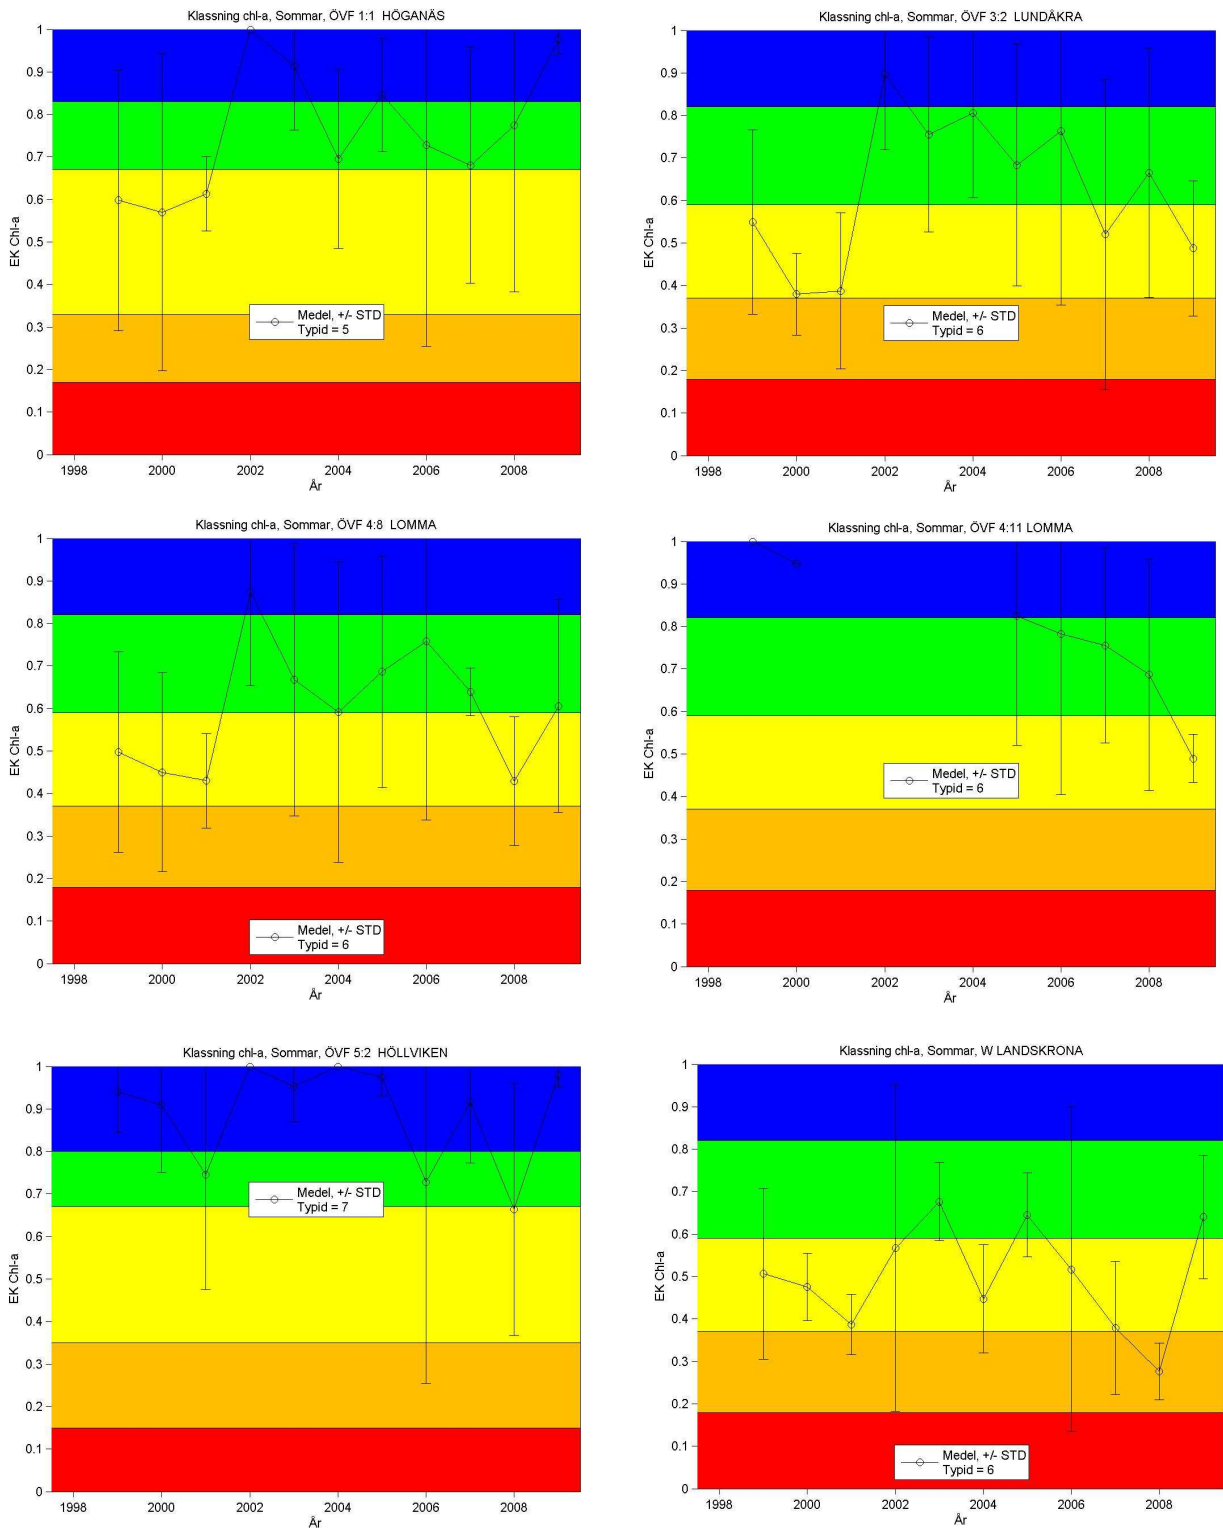 Klassning chl-a, Sommar, ÖVF 1:1 HÖGANÄS
1
0.9
0.8
0.7
0.6
0.5
0.4
0.3
0.2
0.1
0
EK Chl-a
Medel, +/- STD
Typid = 5
1998 2000 2002 2004 2006 2008
År
Klassning chl-a, Sommar, ÖVF 3:2 LUNDÅKRA
1
0.9
0.8
0.7
0.6
0.5
0.4
0.3
0.2
0.1
0
EK Chl-a
Medel, +/- STD
Typid = 6
1998 2000 2002 2004 2006 2008
År
Klassning chl-a, Sommar, ÖVF 4:8 LOMMA
1
0.9
0.8
0.7
0.6
0.5
0.4
0.3
0.2
0.1
0
EK Chl-a
Medel, +/- STD
Typid = 6
1998 2000 2002 2004 2006 2008
År
Klassning chl-a, Sommar, ÖVF 4:11 LOMMA
1
0.9
0.8
0.7
0.6
0.5
0.4
0.3
0.2
0.1
0
EK Chl-a
Medel, +/- STD
Typid = 6
1998 2000 2002 2004 2006 2008
År
Klassning chl-a, Sommar, ÖVF 5:2 HÖLLVIKEN
1
0.9
0.8
0.7
0.6
0.5
0.4
0.3
0.2
0.1
0
EK Chl-a
Medel, +/- STD
Typid = 7
1998 2000 2002 2004 2006 2008
År
Klassning chl-a, Sommar, W LANDSKRONA
1
0.9
0.8
0.7
0.6
0.5
0.4
0.3
0.2
0.1
0
EK Chl-a
Medel, +/- STD
Typid = 6
1998 2000 2002 2004 2006 2008
År